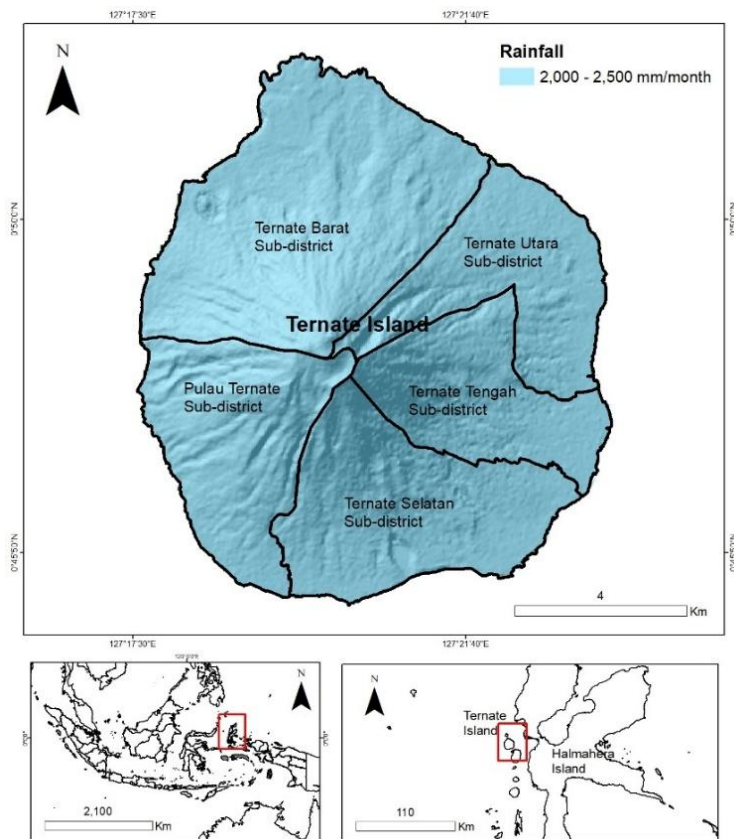 127°17'30"E
127°21'40"E
N
Rainfall
2,000 - 2,500 mm/month
Ternate Barat
Sub-district
Ternate Utara
Sub-district
Ternate Island
Pulau Ternate
Sub-district
Ternate Tengah
Sub-district
Ternate Selatan
Sub-district
4
Km
127°17'30"E
127°21'40"E
N
2,100
Km
N
Ternate
Island
Halmahera
Island
110
Km